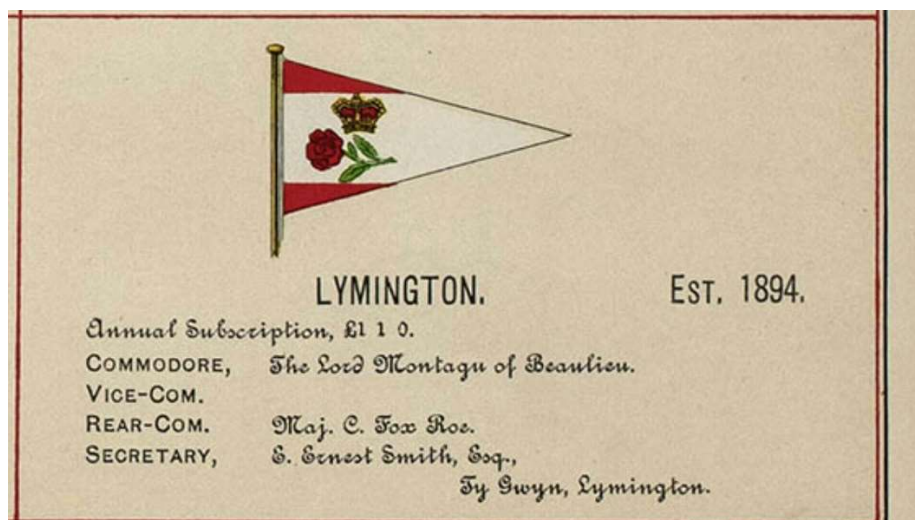 LYMINGTON. EST. 1894.
Annual Subscription, £1 1 0.
COMMODORE, The Lord Montagu of Beaulieu.
VICE-COM.
REAR-COM. Maj. C. Fox Roe.
SECRETARY, E. Ernest Smith, Esq.,
Ty Gwyn, Lymington.